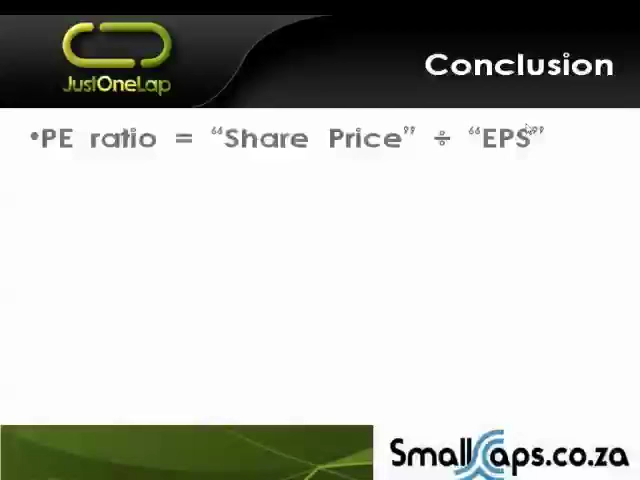 JustOneLap
Conclusion
•PE ratio = “Share Price” ÷ “EPS”
SmallCaps.co.za